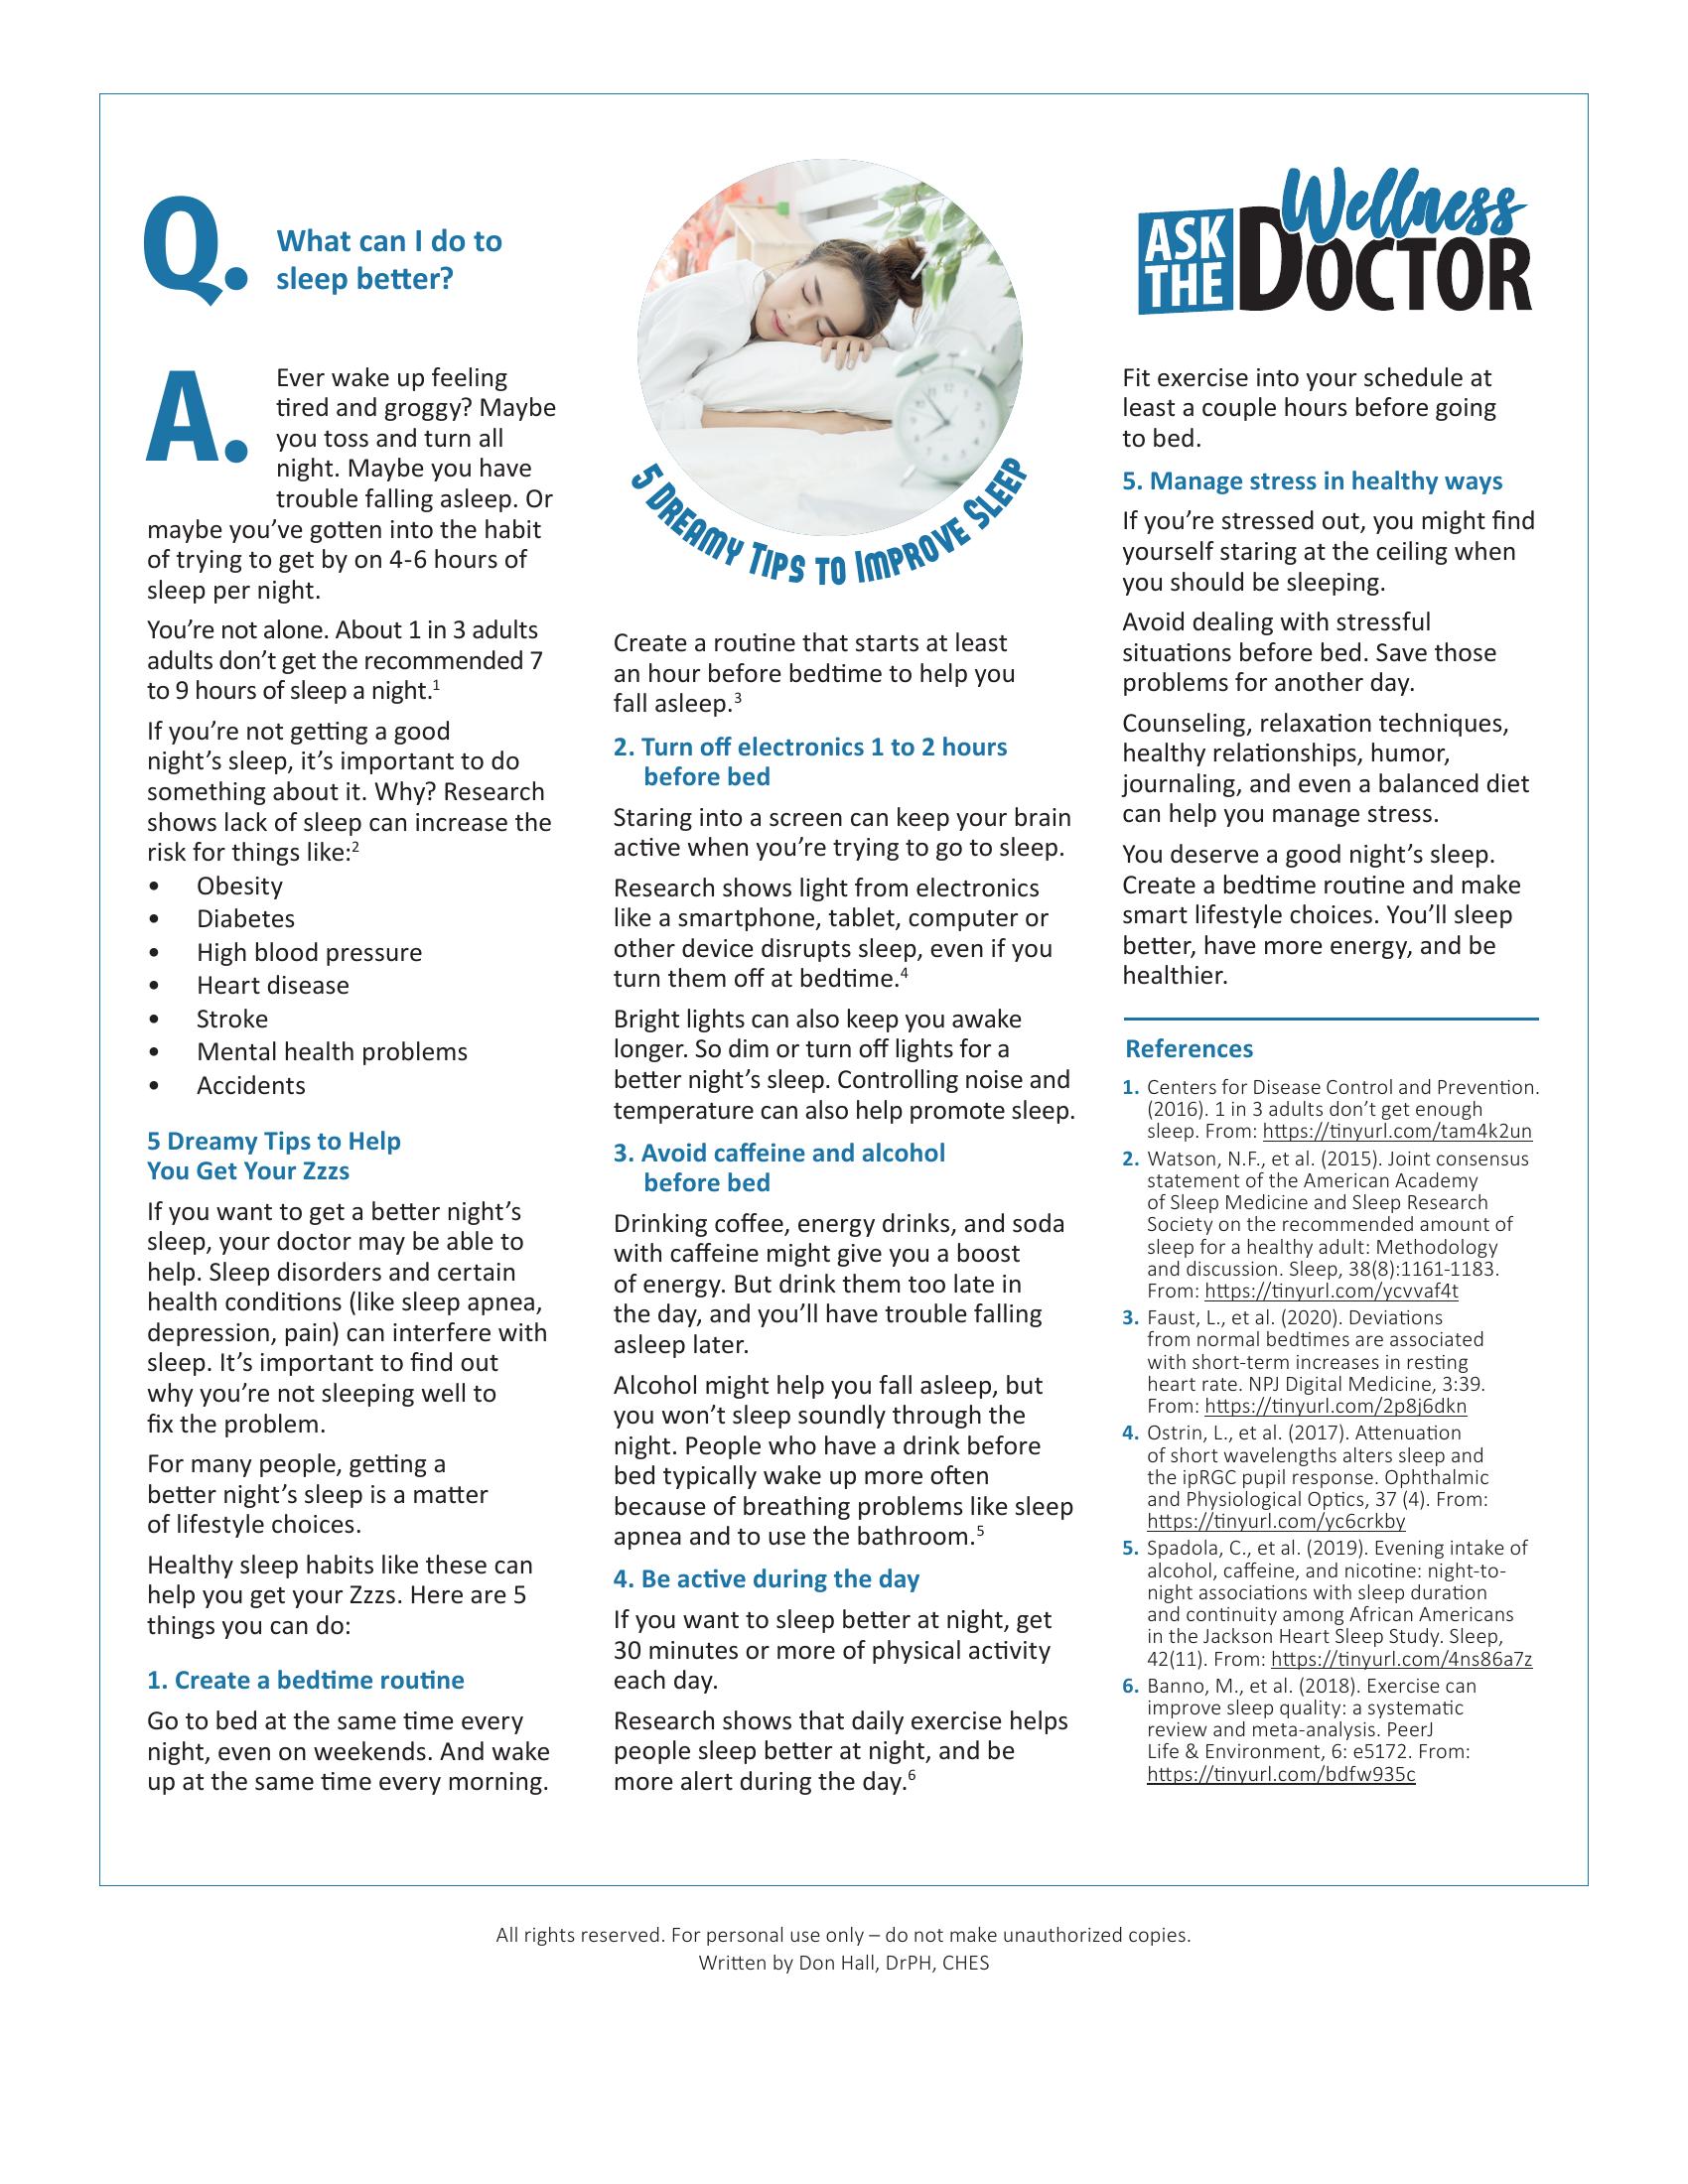 Q.
What can I do to
sleep better?
A.
Ever wake up feeling
tired and groggy? Maybe
you toss and turn all
night. Maybe you have
trouble falling asleep. Or
maybe you've gotten into the habit
of trying to get by on 4-6 hours of
sleep per night.
You're not alone. About 1 in 3 adults
adults don't get the recommended 7
to 9 hours of sleep a night.1
If you're not getting a good
night's sleep, it's important to do
something about it. Why? Research
shows lack of sleep can increase the
risk for things like:2
• Obesity
• Diabetes
• High blood pressure
• Heart disease
• Stroke
• Mental health problems
• Accidents
5 Dreamy Tips to Help
You Get Your Zzzs
If you want to get a better night's
sleep, your doctor may be able to
help. Sleep disorders and certain
health conditions (like sleep apnea,
depression, pain) can interfere with
sleep. It's important to find out
why you're not sleeping well to
fix the problem.
For many people, getting a
better night's sleep is a matter
of lifestyle choices.
Healthy sleep habits like these can
help you get your Zzzs. Here are 5
things you can do:
1. Create a bedtime routine
Go to bed at the same time every
night, even on weekends. And wake
up at the same time every morning.
5 Dreamy Tips to Improve Sleep
Create a routine that starts at least
an hour before bedtime to help you
fall asleep.3
2. Turn off electronics 1 to 2 hours
before bed
Staring into a screen can keep your brain
active when you're trying to go to sleep.
Research shows light from electronics
like a smartphone, tablet, computer or
other device disrupts sleep, even if you
turn them off at bedtime.4
Bright lights can also keep you awake
longer. So dim or turn off lights for a
better night's sleep. Controlling noise and
temperature can also help promote sleep.
3. Avoid caffeine and alcohol
before bed
Drinking coffee, energy drinks, and soda
with caffeine might give you a boost
of energy. But drink them too late in
the day, and you'll have trouble falling
asleep later.
Alcohol might help you fall asleep, but
you won't sleep soundly through the
night. People who have a drink before
bed typically wake up more often
because of breathing problems like sleep
apnea and to use the bathroom.5
4. Be active during the day
If you want to sleep better at night, get
30 minutes or more of physical activity
each day.
Research shows that daily exercise helps
people sleep better at night, and be
more alert during the day.6
ASK THE Wellness DOCTOR
Fit exercise into your schedule at
least a couple hours before going
to bed.
5. Manage stress in healthy ways
If you're stressed out, you might find
yourself staring at the ceiling when
you should be sleeping.
Avoid dealing with stressful
situations before bed. Save those
problems for another day.
Counseling, relaxation techniques,
healthy relationships, humor,
journaling, and even a balanced diet
can help you manage stress.
You deserve a good night's sleep.
Create a bedtime routine and make
smart lifestyle choices. You'll sleep
better, have more energy, and be
healthier.
References
1. Centers for Disease Control and Prevention.
(2016). 1 in 3 adults don't get enough
sleep. From: https://tinyurl.com/tam4k2un
2. Watson, N.F., et al. (2015). Joint consensus
statement of the American Academy
of Sleep Medicine and Sleep Research
Society on the recommended amount of
sleep for a healthy adult: Methodology
and discussion. Sleep, 38(8):1161-1183.
From: https://tinyurl.com/ycvvaf4t
3. Faust, L., et al. (2020). Deviations
from normal bedtimes are associated
with short-term increases in resting
heart rate. NPJ Digital Medicine, 3:39.
From: https://tinyurl.com/2p8j6dkn
4. Ostrin, L., et al. (2017). Attenuation
of short wavelengths alters sleep and
the ipRGC pupil response. Ophthalmic
and Physiological Optics, 37 (4). From:
https://tinyurl.com/yc6crkby
5. Spadola, C., et al. (2019). Evening intake of
alcohol, caffeine, and nicotine: night-to-
night associations with sleep duration
and continuity among African Americans
in the Jackson Heart Sleep Study. Sleep,
42(11). From: https://tinyurl.com/4ns86a7z
6. Banno, M., et al. (2018). Exercise can
improve sleep quality: a systematic
review and meta-analysis. PeerJ
Life & Environment, 6: e5172. From:
https://tinyurl.com/bdfw935c
All rights reserved. For personal use only – do not make unauthorized copies.
Written by Don Hall, DrPH, CHES